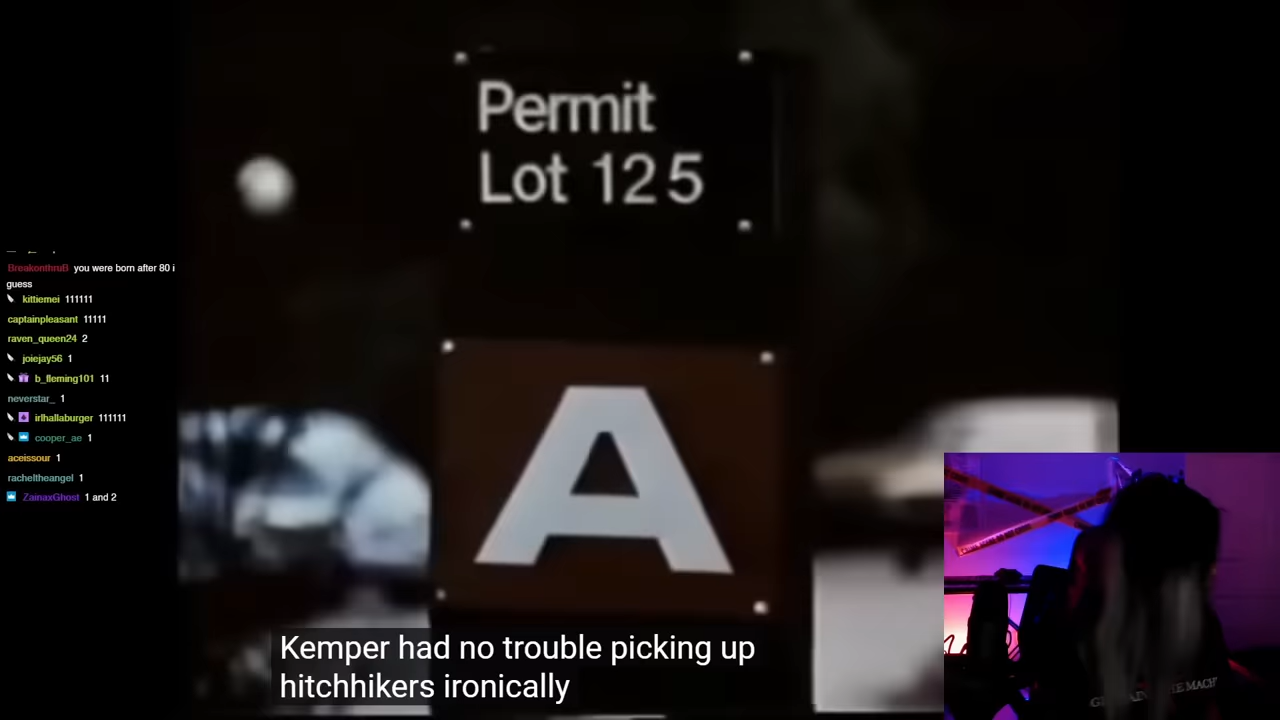 Permit
Lot 125
BreakonthruB you were born after 80 i
guess
kittiemei 111111
captainpleasant 11111
raven_queen24 2
joiejay56 1
b_fleming101 11
neverstar_ 1
irlhallaburger 111111
cooper_ae 1
aceissour 1
racheltheangel 1
ZainaxGhost 1 and 2
A
Kemper had no trouble picking up
hitchhikers ironically